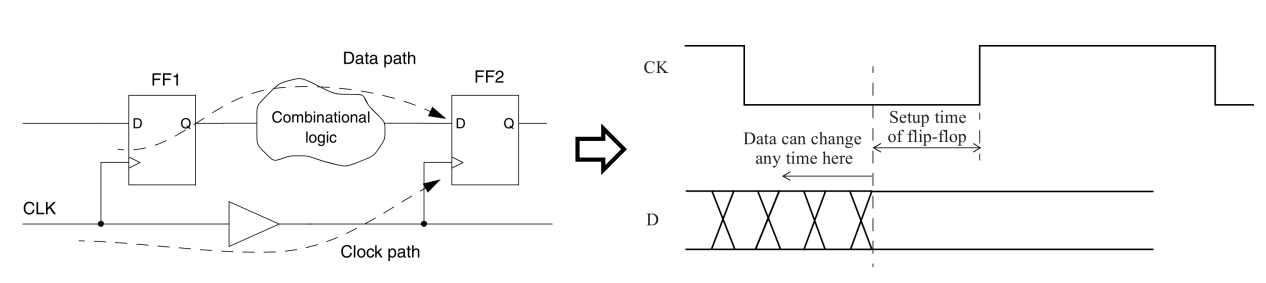 Data path
FF1
FF2
D
Q
Combinational
logic
D
Q
CLK
Clock path
CK
Setup time
of flip-flop
Data can change
any time here
D